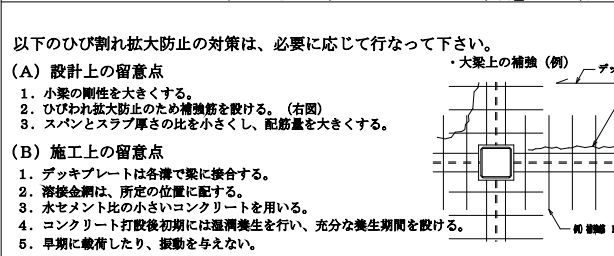 以下のひび割れ拡大防止の対策は、必要に応じて行なって下さい。
(A) 設計上の留意点
1. 小梁の剛性を大きくする。
2. ひびわれ拡大防止のため補強筋を設ける。(右図)
3. スパンとスラブ厚さの比を小さくし、配筋量を大きくする。
(B) 施工上の留意点
1. デッキプレートは各溝で梁に接合する。
2. 溶接金網は、所定の位置に配する。
3. 水セメント比の小さいコンクリートを用いる。
4. コンクリート打設後初期には湿潤養生を行い、充分な養生期間を設ける。
5. 早期に載荷したり、振動を与えない。
・大梁上の補強 (例)
デッ